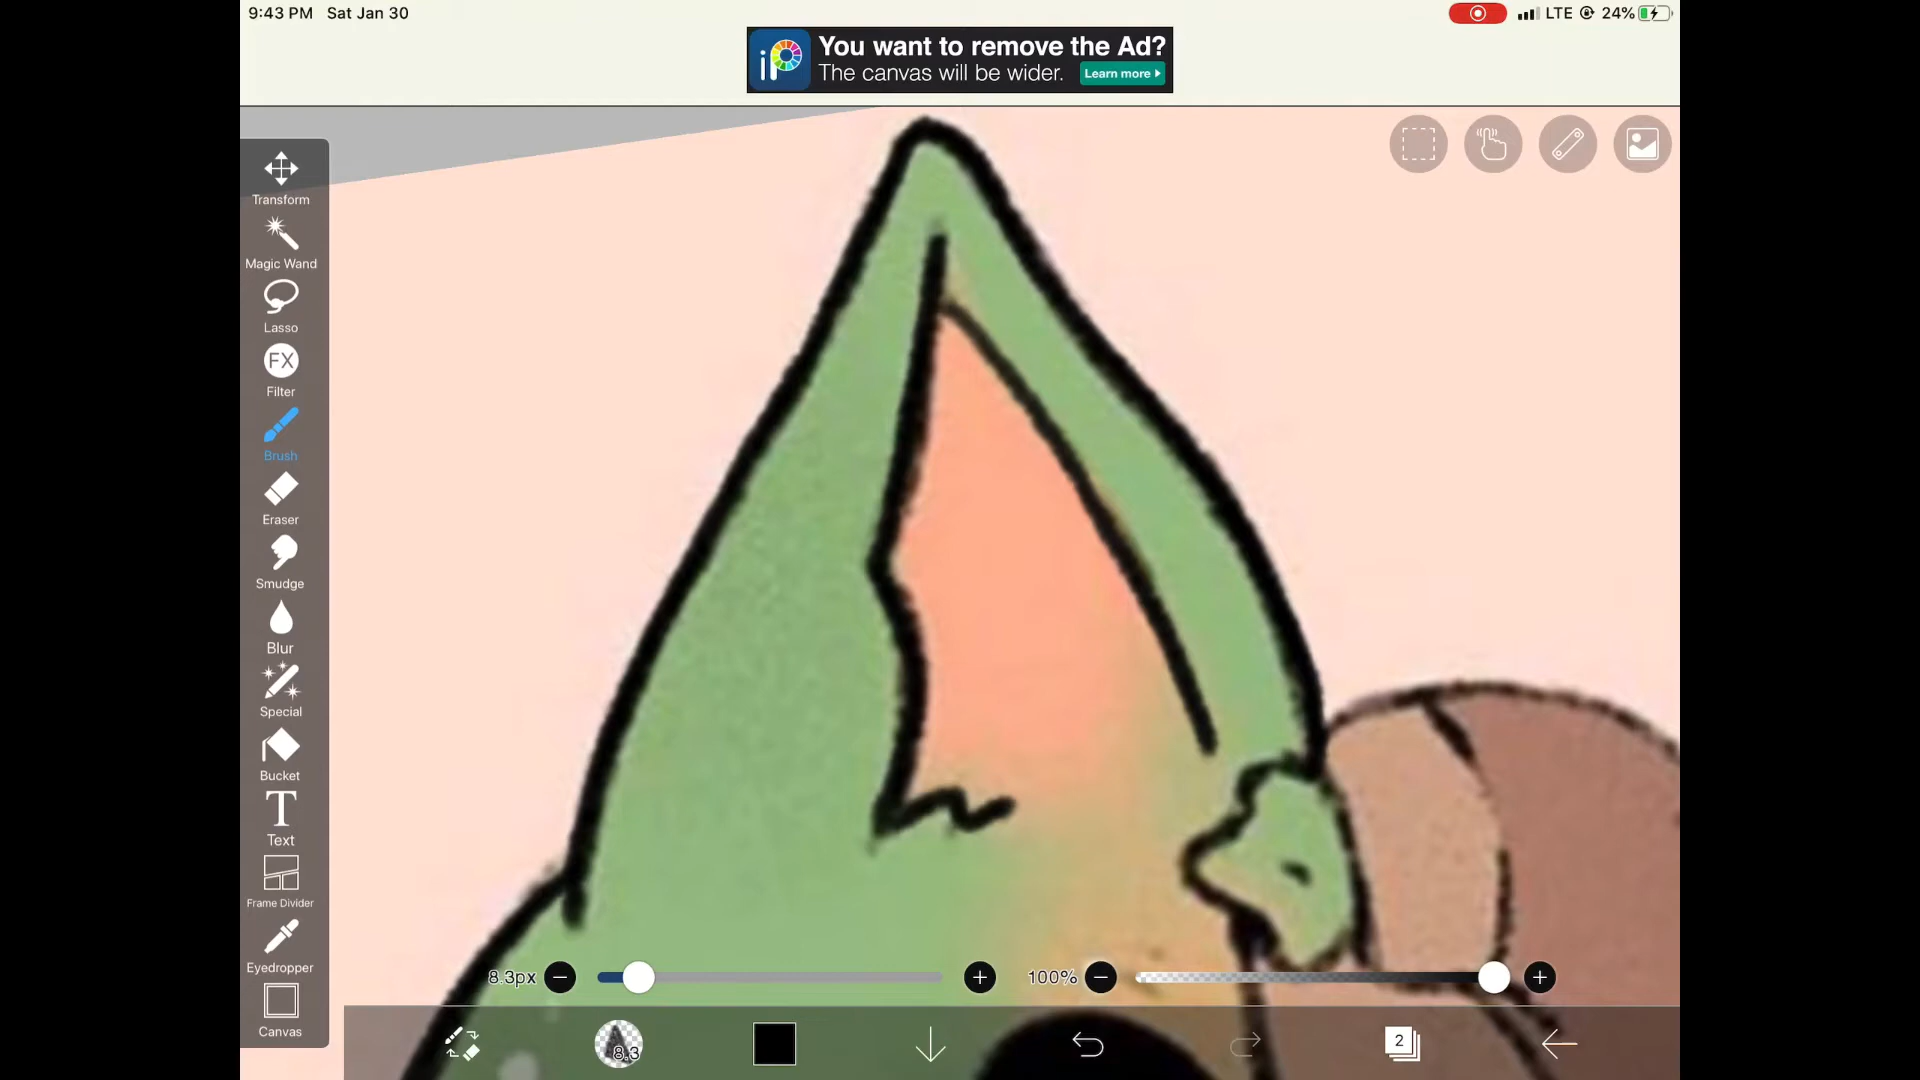 9:43 PM Sat Jan 30
LTE 24%
iP
You want to remove the Ad?
The canvas will be wider. Learn more
Transform
Magic Wand
Lasso
FX
Filter
Brush
Eraser
Smudge
Blur
Special
Bucket
T
Text
Frame Divider
Eyedropper
Canvas
8.3px
100%
8.3
2